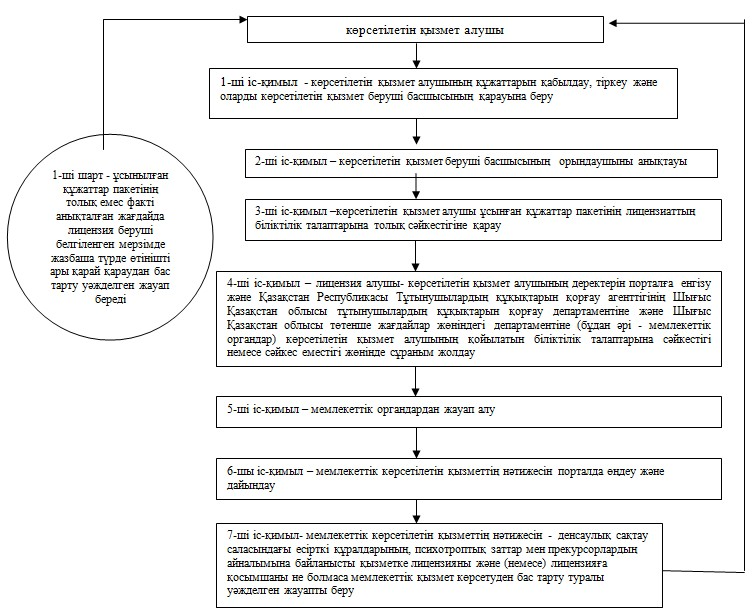 көрсетілетін қызмет алушы
1-ші іс-қимыл - көрсетілетін қызмет алушының құжаттарын қабылдау, тіркеу және
оларды көрсетілетін қызмет беруші басшысының қарауына беру
1-ші шарт - ұсынылған
құжаттар пакетінің
толық емес факті
анықталған жағдайда
лицензия беруші
белгіленген мерзімде
жазбаша түрде өтінішті
ары қарай қараудан бас
тарту уәжделген жауап
береді
2-ші іс-қимыл – көрсетілетін қызмет беруші басшысының орындаушыны анықтауы
3-ші іс-қимыл –көрсетілетін қызмет алушы ұсынған құжаттар пакетінің лицензиаттың
біліктілік талаптарына толық сәйкестігіне қарау
4-ші іс-қимыл – лицензия алушы- көрсетілетін қызмет алушының деректерін порталға енгізу
және Қазақстан Республикасы Тұтынушылардың құқықтарын қорғау агенттігінің Шығыс
Қазақстан облысы тұтынушылардың құқықтарын қорғау департаментіне және Шығыс
Қазақстан облысы төтенше жағдайлар жөніндегі департаментіне (бұдан әрі - мемлекеттік
органдар) көрсетілетін қызмет алушының қойылатын біліктілік талаптарына сәйкестігі
немесе сәйкес еместігі жөнінде сұраным жолдау
5-ші іс-қимыл – мемлекеттік органдардан жауап алу
6-шы іс-қимыл – мемлекеттік көрсетілетін қызметтің нәтижесін порталда өңдеу және
дайындау
7-ші іс-қимыл- мемлекеттік көрсетілетін қызметтің нәтижесін - денсаулық сақтау
саласындағы есірткі құралдарының, психотроптық заттар мен прекурсорлардың
айналымына байланысты қызметке лицензияны және (немесе) лицензияға
қосымшаны не болмаса мемлекеттік қызмет көрсетуден бас тарту туралы
уәжделген жауапты беру